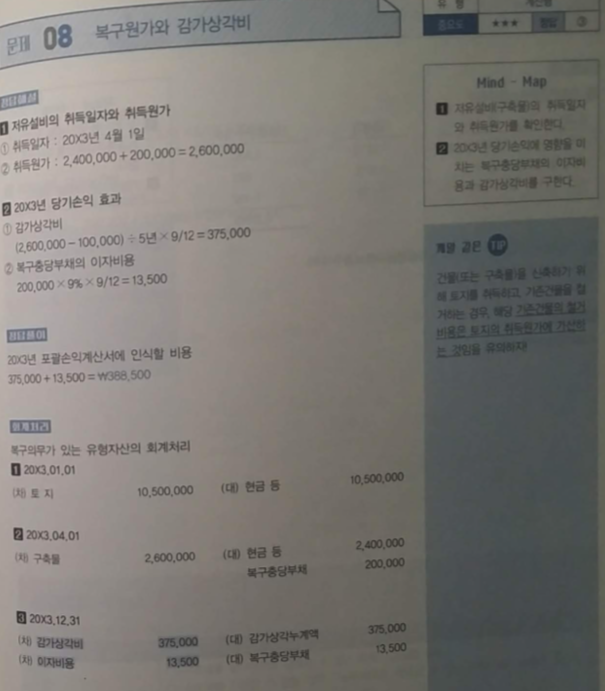 유 형
계산형
중요도 ★★★ 정답 ③
문제 08 복구원가와 감가상각비
정답해설
1 저유설비의 취득일자와 취득원가
① 취득일자 : 20X3년 4월 1일
② 취득원가 : 2,400,000 + 200,000 = 2,600,000
2 20X3년 당기손익 효과
① 감가상각비
(2,600,000 - 100,000) ÷ 5년 × 9/12 = 375,000
② 복구충당부채의 이자비용
200,000 × 9% × 9/12 = 13,500
정답풀이
20X3년 포괄손익계산서에 인식할 비용
375,000 + 13,500 = ₩388,500
회계처리
복구의무가 있는 유형자산의 회계처리
1 20X3.01.01
(차) 토 지 10,500,000 (대) 현금 등 10,500,000
2 20X3.04.01
(차) 구축물 2,600,000 (대) 현금 등 2,400,000
복구충당부채 200,000
3 20X3.12.31
(차) 감가상각비 375,000 (대) 감가상각누계액 375,000
(차) 이자비용 13,500 (대) 복구충당부채 13,500
Mind - Map
1 저유설비(구축물)의 취득일자
와 취득원가를 확인한다.
2 20X3년 당기손익에 영향을 미
치는 복구충당부채와 이자비
용과 감가상각비를 구한다.
계말 같은 TIP
건물(또는 구축물)을 신축하기 위
해 토지를 취득하고, 기존건물을 철
거하는 경우, 해당 기존건물의 철거
비용은 토지의 취득원가에 가산하
는 것임을 유의하자!